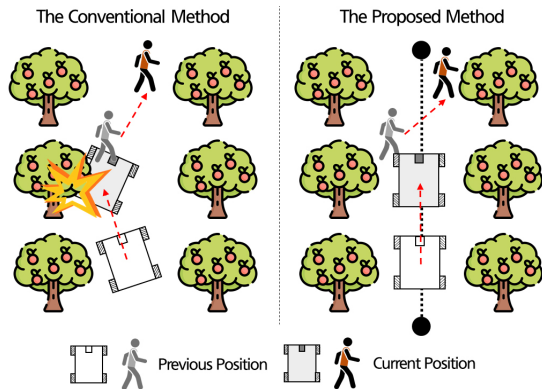 The Conventional Method
The Proposed Method
Previous Position
Current Position